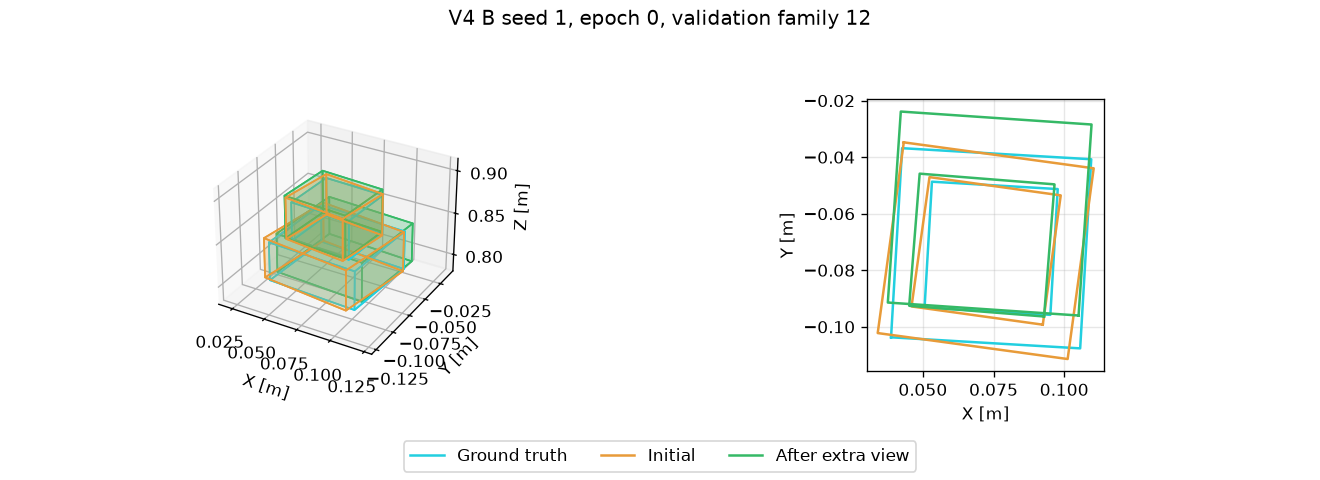 V4 B seed 1, epoch 0, validation family 12
0.90
0.85
0.80
Z [m]
−0.025
−0.050
−0.075
−0.100
−0.125
Y [m]
0.025
0.050
0.075
0.100
0.125
X [m]
−0.02
−0.04
−0.06
−0.08
−0.10
Y [m]
0.050 0.075 0.100
X [m]
Ground truth Initial After extra view